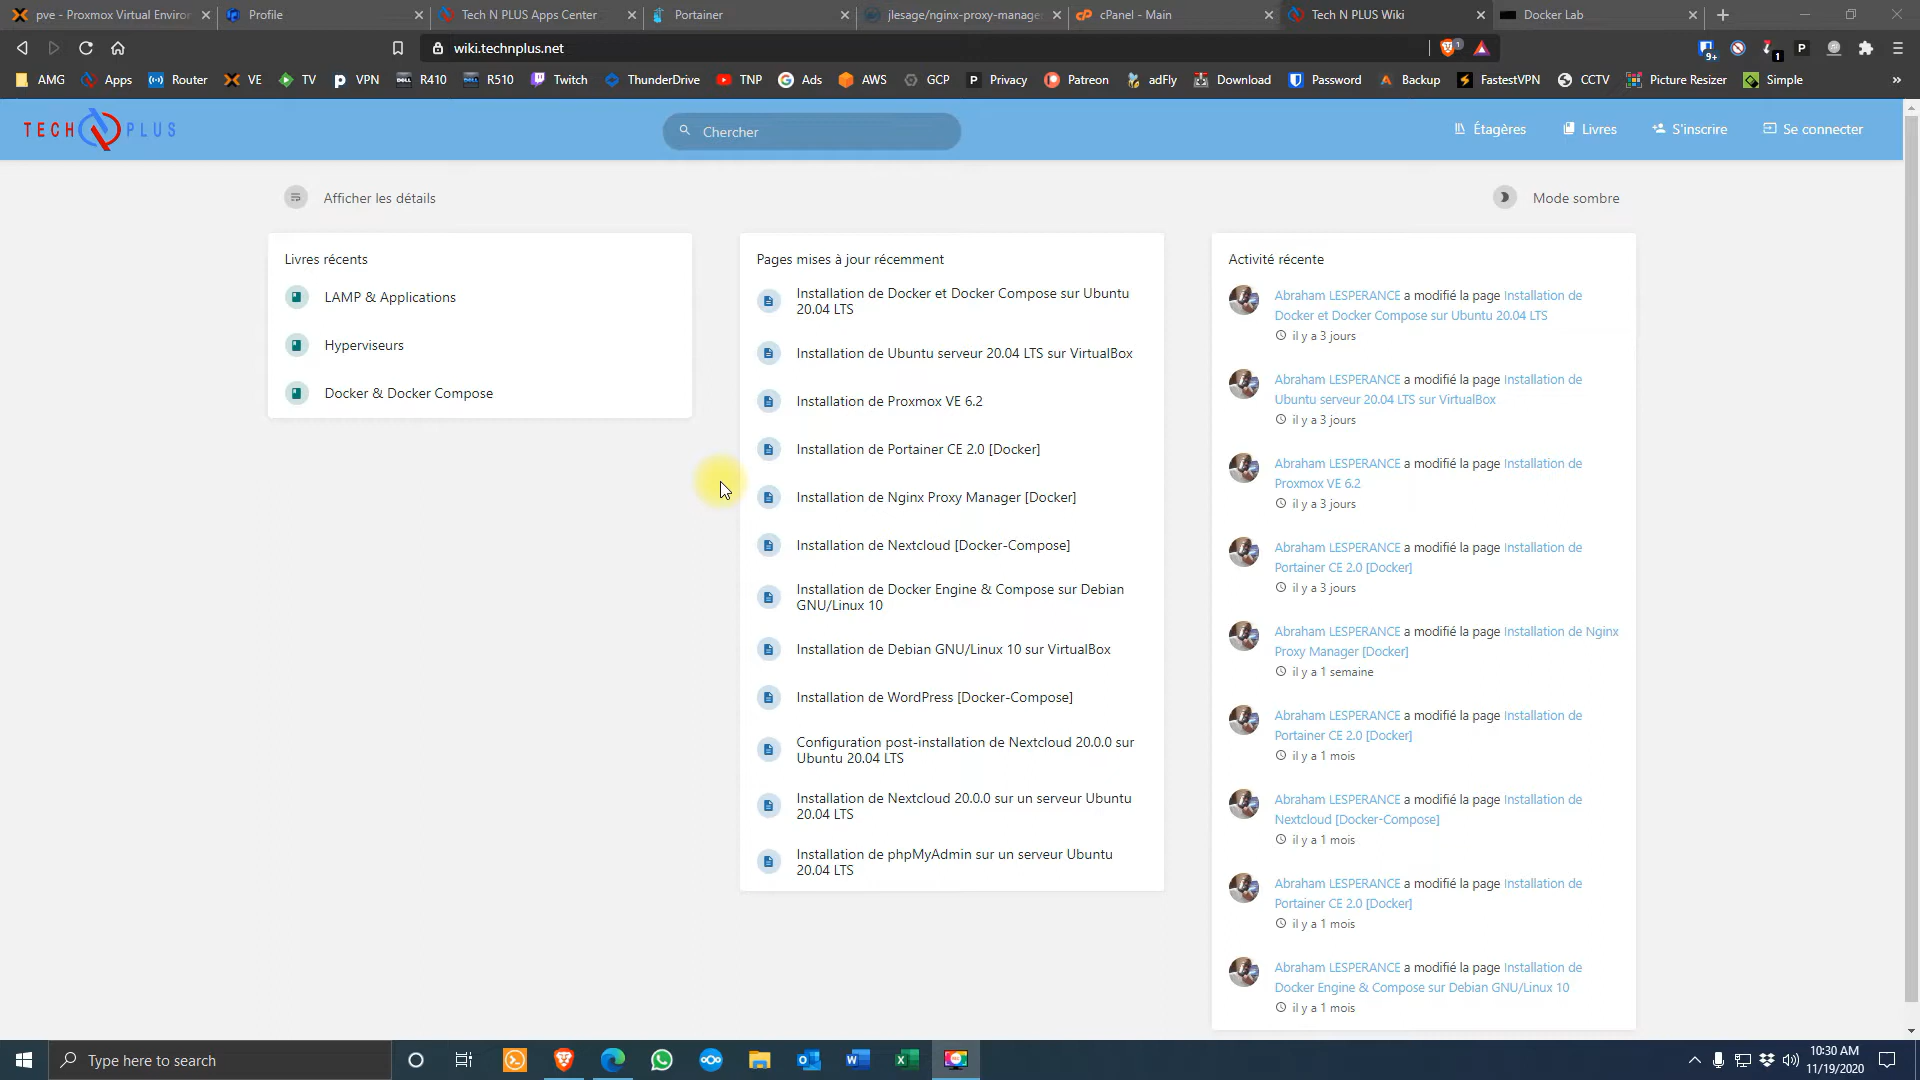 pve - Proxmox Virtual Enviror
Profile
Tech N PLUS Apps Center
Portainer
jlesage/nginx-proxy-manager
cPanel - Main
Tech N PLUS Wiki
Docker Lab
wiki.technplus.net
AMG
Apps
Router
VE
TV
VPN
R410
R510
Twitch
ThunderDrive
TNP
Ads
AWS
GCP
Privacy
Patreon
adFly
Download
Password
Backup
FastestVPN
CCTV
Picture Resizer
Simple
TECH PLUS
Chercher
Étagères
Livres
S'inscrire
Se connecter
Afficher les détails
Mode sombre
Livres récents
LAMP & Applications
Hyperviseurs
Docker & Docker Compose
Pages mises à jour récemment
Installation de Docker et Docker Compose sur Ubuntu
20.04 LTS
Installation de Ubuntu serveur 20.04 LTS sur VirtualBox
Installation de Proxmox VE 6.2
Installation de Portainer CE 2.0 [Docker]
Installation de Nginx Proxy Manager [Docker]
Installation de Nextcloud [Docker-Compose]
Installation de Docker Engine & Compose sur Debian
GNU/Linux 10
Installation de Debian GNU/Linux 10 sur VirtualBox
Installation de WordPress [Docker-Compose]
Configuration post-installation de Nextcloud 20.0.0 sur
Ubuntu 20.04 LTS
Installation de Nextcloud 20.0.0 sur un serveur Ubuntu
20.04 LTS
Installation de phpMyAdmin sur un serveur Ubuntu
20.04 LTS
Activité récente
Abraham LESPERANCE a modifié la page Installation de
Docker et Docker Compose sur Ubuntu 20.04 LTS
il y a 3 jours
Abraham LESPERANCE a modifié la page Installation de
Ubuntu serveur 20.04 LTS sur VirtualBox
il y a 3 jours
Abraham LESPERANCE a modifié la page Installation de
Proxmox VE 6.2
il y a 3 jours
Abraham LESPERANCE a modifié la page Installation de
Portainer CE 2.0 [Docker]
il y a 3 jours
Abraham LESPERANCE a modifié la page Installation de Nginx
Proxy Manager [Docker]
il y a 1 semaine
Abraham LESPERANCE a modifié la page Installation de
Portainer CE 2.0 [Docker]
il y a 1 mois
Abraham LESPERANCE a modifié la page Installation de
Nextcloud [Docker-Compose]
il y a 1 mois
Abraham LESPERANCE a modifié la page Installation de
Portainer CE 2.0 [Docker]
il y a 1 mois
Abraham LESPERANCE a modifié la page Installation de
Docker Engine & Compose sur Debian GNU/Linux 10
il y a 1 mois
Type here to search
10:30 AM
11/19/2020